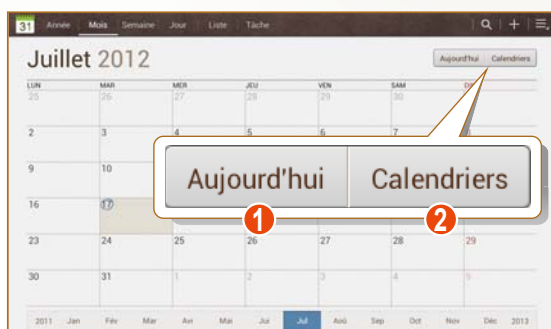 31 Année Mois Semaine Jour Liste Tâche
Juillet 2012
Aujourd'hui Calendriers
LUN MAR MER JEU VEN SAM
25 26 27 28 29 30
2 3 4 5 6 7
9 10
Aujourd'hui Calendriers
1 2
16 17
23 24 25 26 27 28 29
30 31 1 2 3 4 5
2011 Jan Fév Mar Avr Mai Jui Jul Aoû Sep Oct Nov Déc 2013